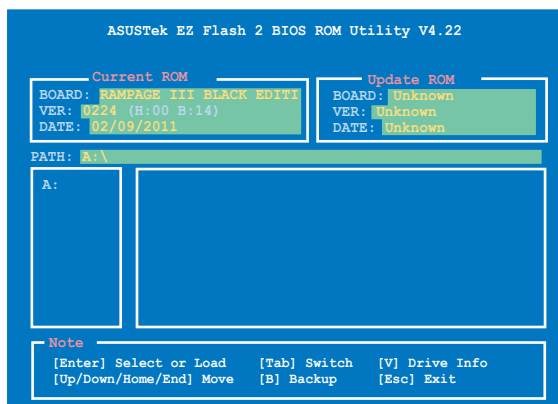 ASUSTek EZ Flash 2 BIOS ROM Utility V4.22
Current ROM
BOARD: RAMPAGE III BLACK EDITI
VER: 0224 (H:00 B:14)
DATE: 02/09/2011
Update ROM
BOARD: Unknown
VER: Unknown
DATE: Unknown
PATH: A:\
A:
Note
[Enter] Select or Load [Tab] Switch [V] Drive Info
[Up/Down/Home/End] Move [B] Backup [Esc] Exit